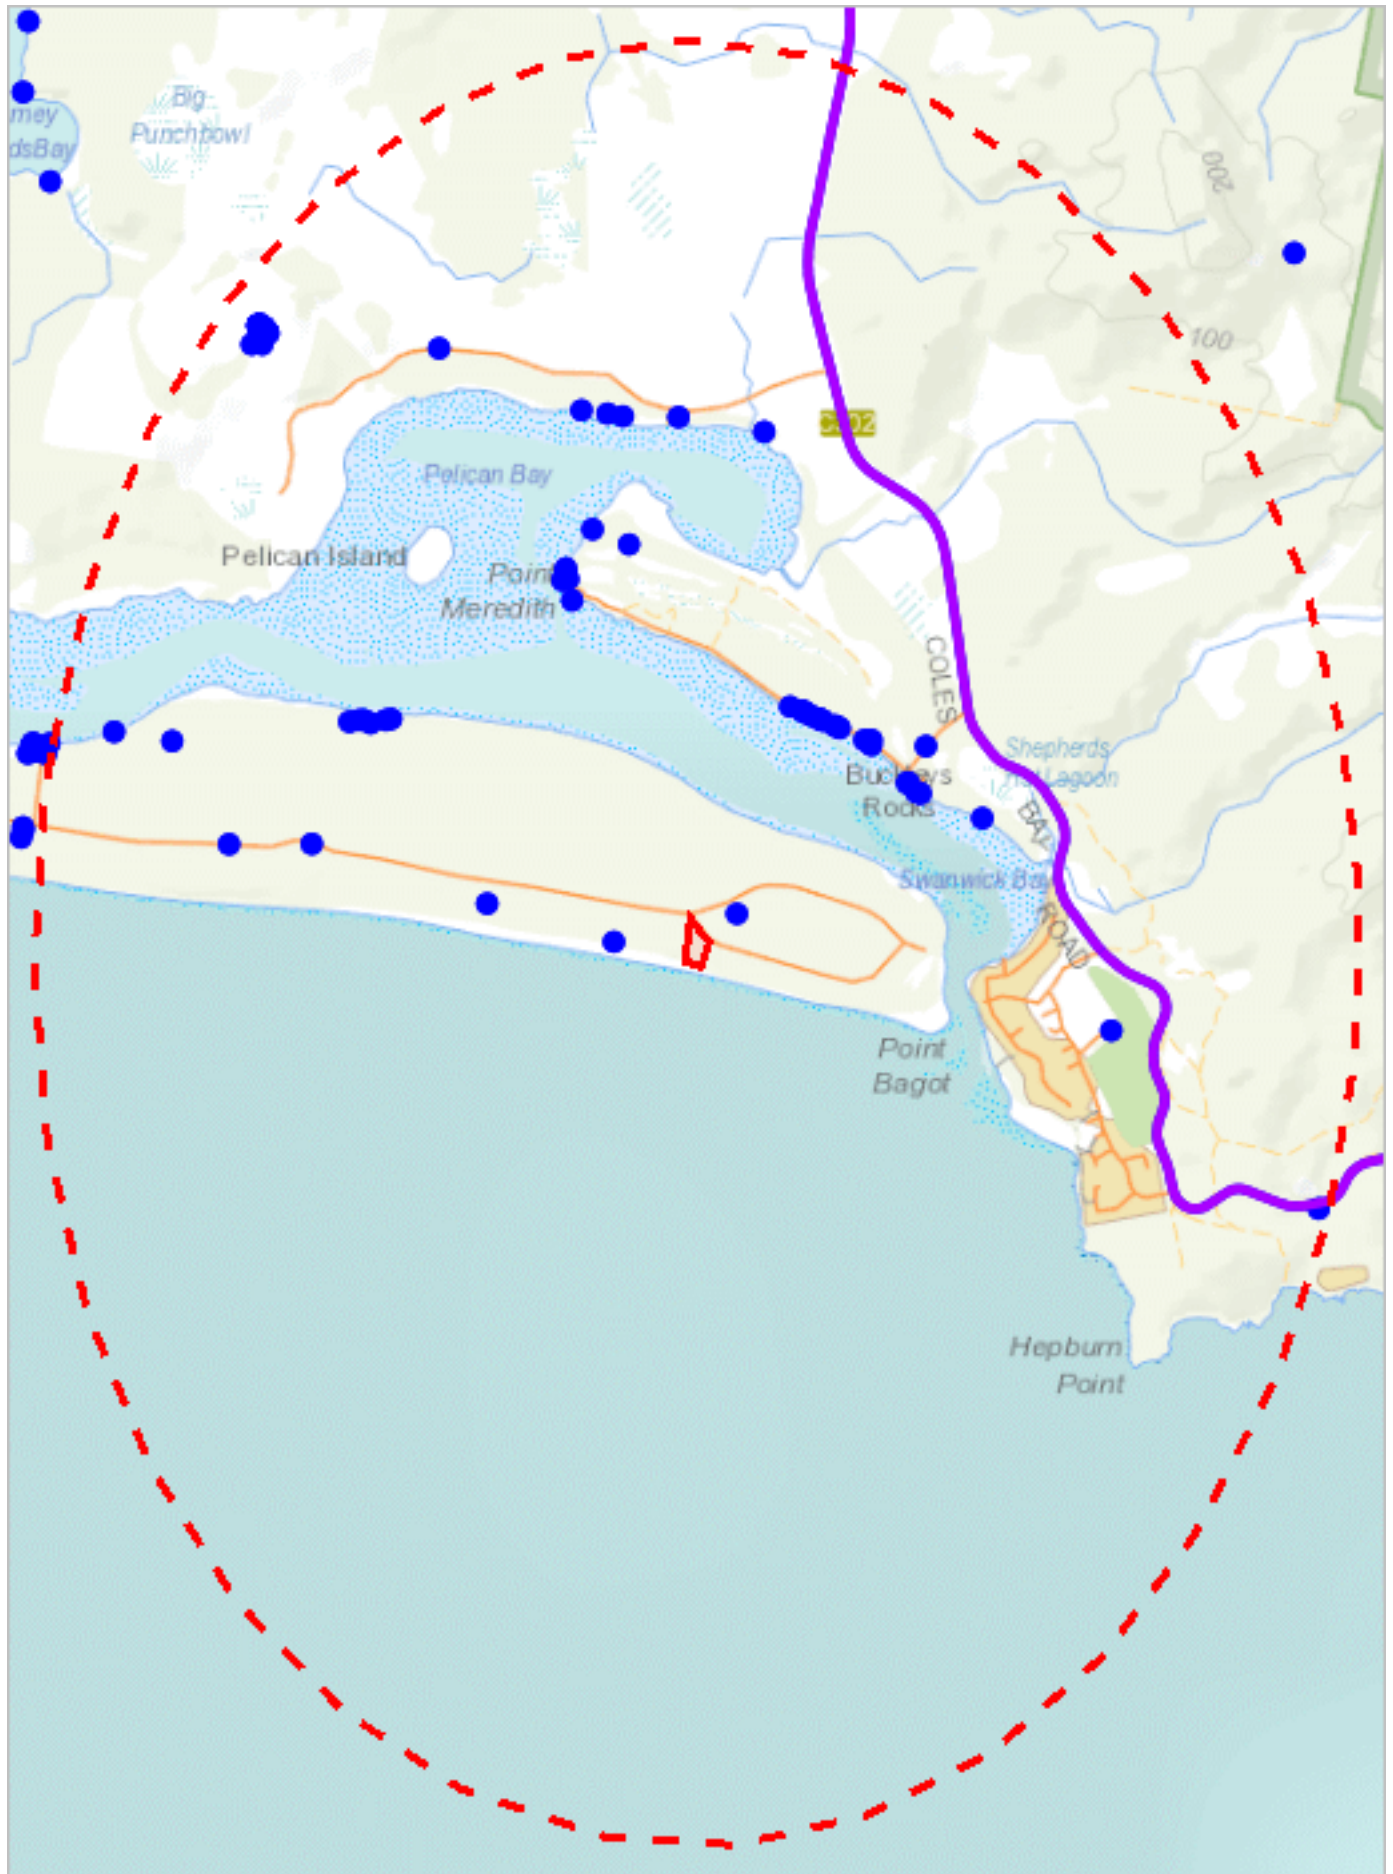 Big
Punchbowl
200
100
Pelican Bay
Pelican Island
Point
Meredith
COLES
Shepherds
Hut Lagoon
Rocks
BAY
Swanwick Bay
ROAD
Point
Bagot
Hepburn
Point